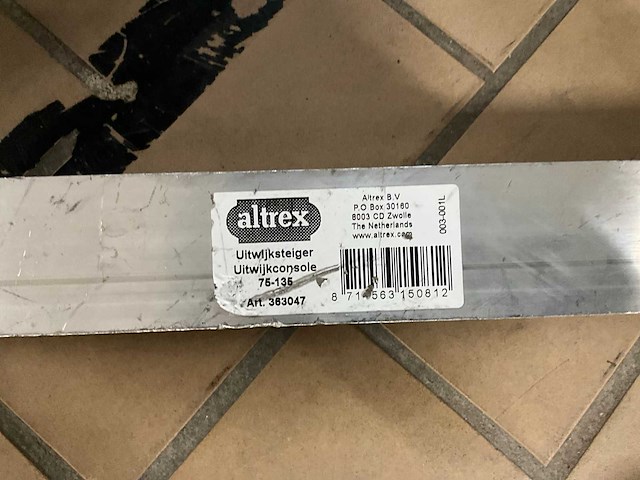 altrex
Uitwijksteiger
Uitwijkconsole
75-135
Art. 363047
Altrex B.V
P.O Box 30160
8003 CD Zwolle
The Netherlands
www.altrex.com
003-001L
8 714563 150812